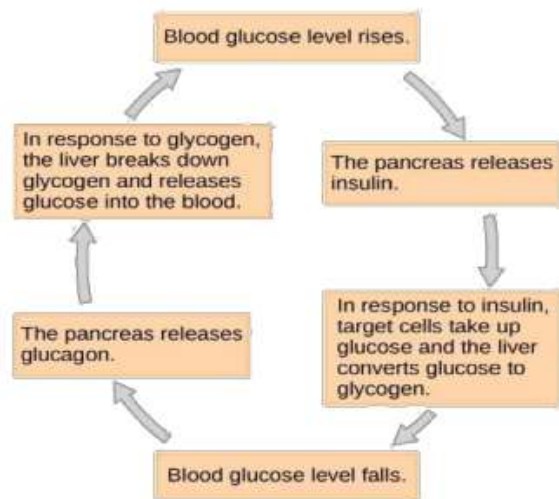 Blood glucose level rises.
The pancreas releases
insulin.
In response to insulin,
target cells take up
glucose and the liver
converts glucose to
glycogen.
Blood glucose level falls.
The pancreas releases
glucagon.
In response to glycogen,
the liver breaks down
glycogen and releases
glucose into the blood.